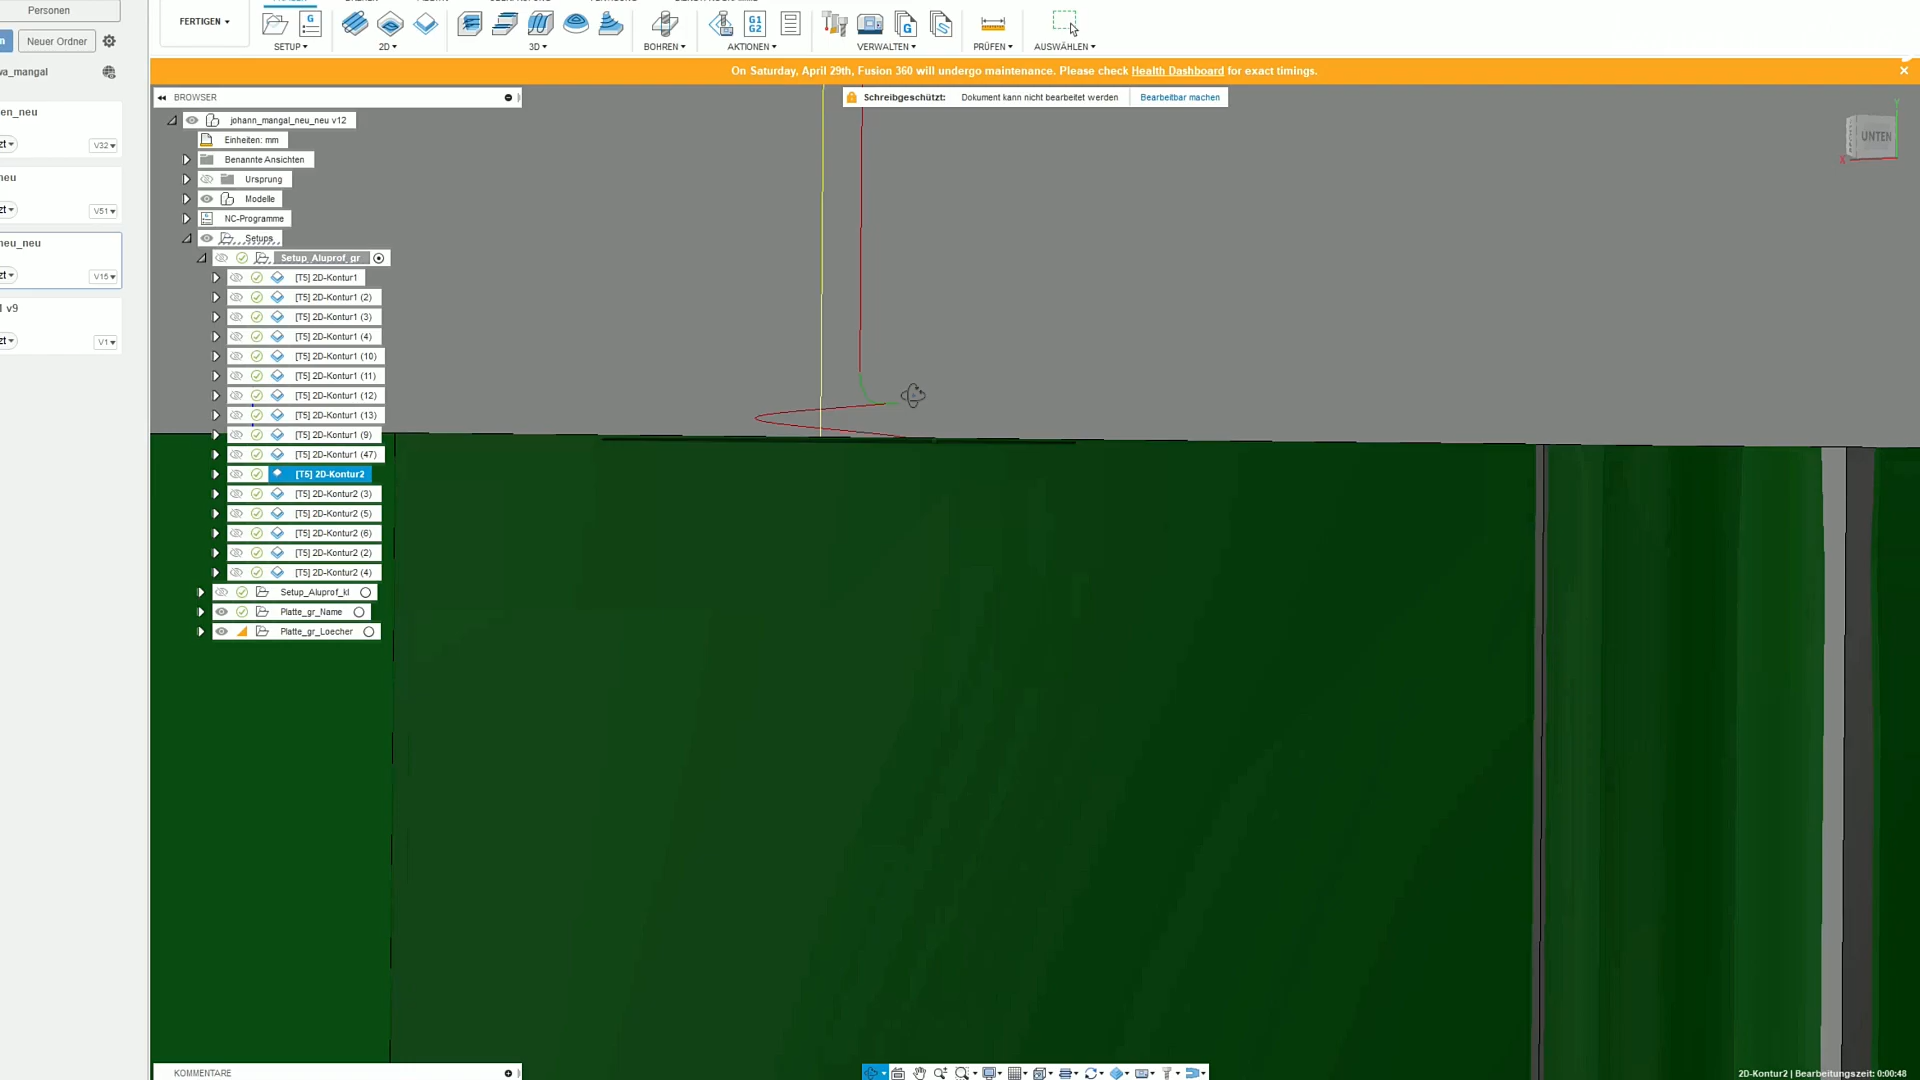 Personen
FERTIGEN
SETUP
2D
3D
BOHREN
G1
G2
AKTIONEN
VERWALTEN
PRÜFEN
AUSWÄHLEN
Neuer Ordner
On Saturday, April 29th, Fusion 360 will undergo maintenance. Please check Health Dashboard for exact timings.
wa_mangal
BROWSER
Schreibgeschützt: Dokument kann nicht bearbeitet werden Bearbeitbar machen
en_neu
V32
neu
V51
neu_neu
V15
1 v9
V1
johann_mangal_neu_neu v12
Einheiten: mm
Benannte Ansichten
Ursprung
Modelle
NC-Programme
Setups
Setup_Aluprof_gr
[T5] 2D-Kontur1
[T5] 2D-Kontur1 (2)
[T5] 2D-Kontur1 (3)
[T5] 2D-Kontur1 (4)
[T5] 2D-Kontur1 (10)
[T5] 2D-Kontur1 (11)
[T5] 2D-Kontur1 (12)
[T5] 2D-Kontur1 (13)
[T5] 2D-Kontur1 (9)
[T5] 2D-Kontur1 (47)
[T5] 2D-Kontur2
[T5] 2D-Kontur2 (3)
[T5] 2D-Kontur2 (5)
[T5] 2D-Kontur2 (6)
[T5] 2D-Kontur2 (2)
[T5] 2D-Kontur2 (4)
Setup_Aluprof_kl
Platte_gr_Name
Platte_gr_Loecher
UNTEN
X
Y
KOMMENTARE
2D-Kontur2 | Bearbeitungszeit: 0:00:48